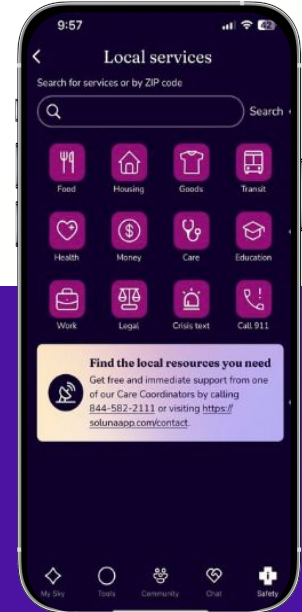 9:57 42
Local services
Search for services or by ZIP code
Search
Food Housing Goods Transit
Health Money Care Education
Work Legal Crisis text Call 911
Find the local resources you need
Get free and immediate support from one
of our Care Coordinators by calling
844-582-2111 or visiting https://
solunaapp.com/contact.
My Sky Tools Community Chat Safety